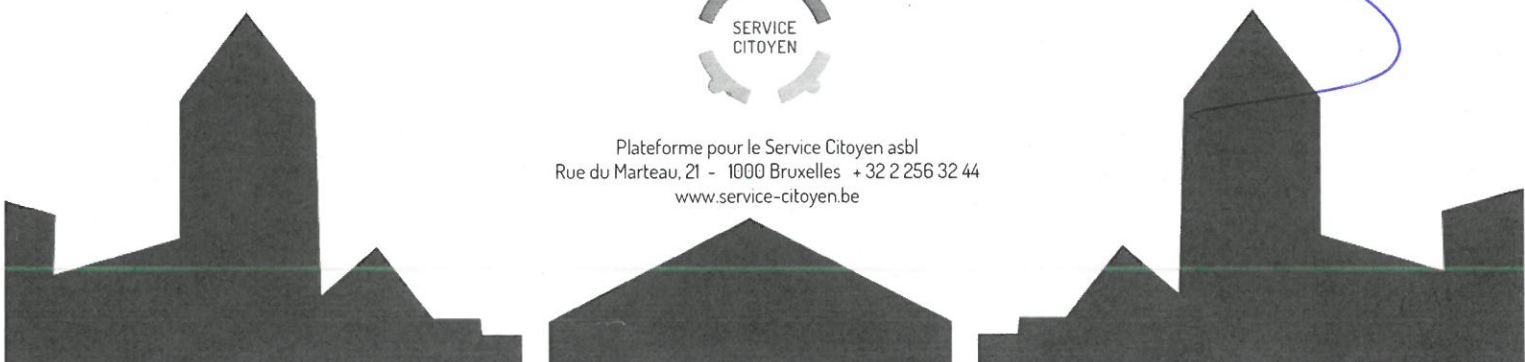 SERVICE
CITOYEN
Plateforme pour le Service Citoyen asbl
Rue du Marteau, 21 - 1000 Bruxelles + 32 2 256 32 44
www.service-citoyen.be